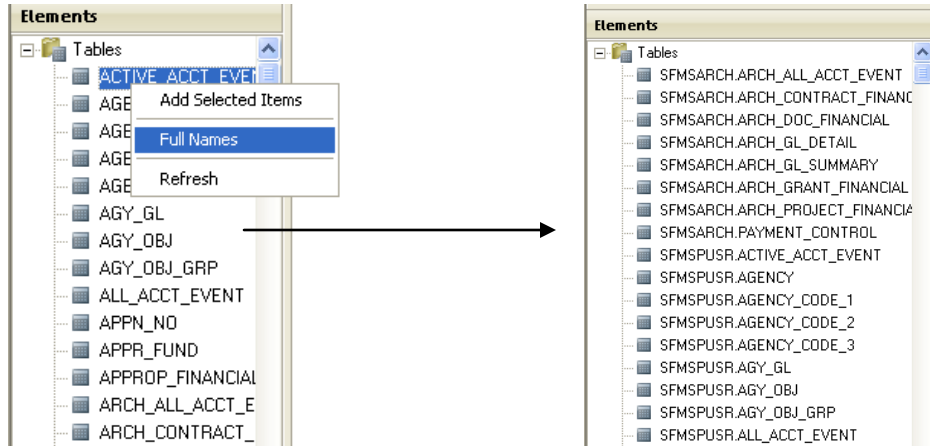 Elements
Tables
ACTIVE_ACCT_EVE
AGE
AGE
AGE
AGE
AGY_GL
AGY_OBJ
AGY_OBJ_GRP
ALL_ACCT_EVENT
APPN_NO
APPR_FUND
APPROP_FINANCIAL
ARCH_ALL_ACCT_E
ARCH_CONTRACT_
Add Selected Items
Full Names
Refresh
Elements
Tables
SFMSARCH.ARCH_ALL_ACCT_EVENT
SFMSARCH.ARCH_CONTRACT_FINANC
SFMSARCH.ARCH_DOC_FINANCIAL
SFMSARCH.ARCH_GL_DETAIL
SFMSARCH.ARCH_GL_SUMMARY
SFMSARCH.ARCH_GRANT_FINANCIAL
SFMSARCH.ARCH_PROJECT_FINANCIA
SFMSARCH.PAYMENT_CONTROL
SFMSPUSR.ACTIVE_ACCT_EVENT
SFMSPUSR.AGENCY
SFMSPUSR.AGENCY_CODE_1
SFMSPUSR.AGENCY_CODE_2
SFMSPUSR.AGENCY_CODE_3
SFMSPUSR.AGY_GL
SFMSPUSR.AGY_OBJ
SFMSPUSR.AGY_OBJ_GRP
SFMSPUSR.ALL_ACCT_EVENT